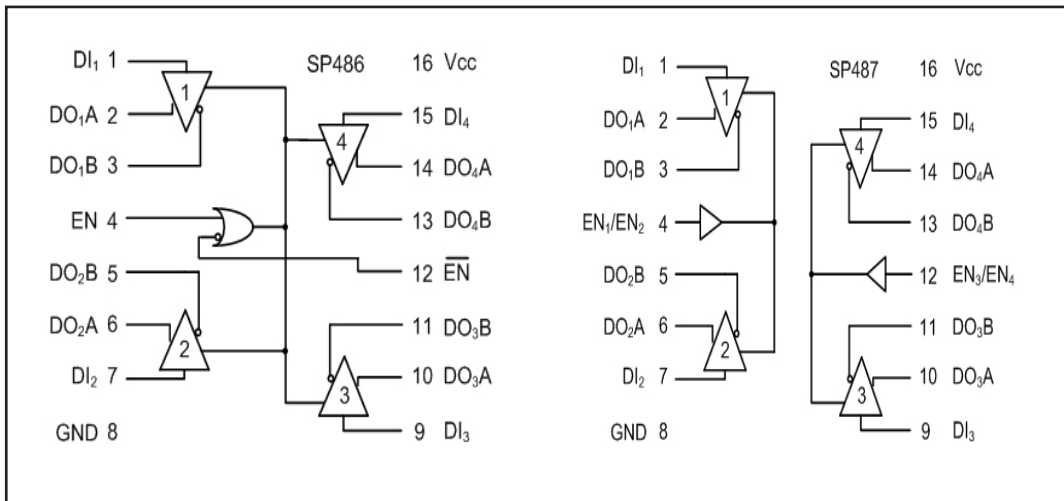 DI₁ 1
SP486
16 Vcc
1
DO₁A 2
15 DI₄
4
DO₁B 3
14 DO₄A
EN 4
13 DO₄B
DO₂B 5
12 E̅N̅
DO₂A 6
11 DO₃B
2
DI₂ 7
10 DO₃A
3
GND 8
9 DI₃
DI₁ 1
SP487
16 Vcc
1
DO₁A 2
15 DI₄
4
DO₁B 3
14 DO₄A
EN₁/EN₂ 4
13 DO₄B
DO₂B 5
12 EN₃/EN₄
DO₂A 6
11 DO₃B
2
DI₂ 7
10 DO₃A
3
GND 8
9 DI₃